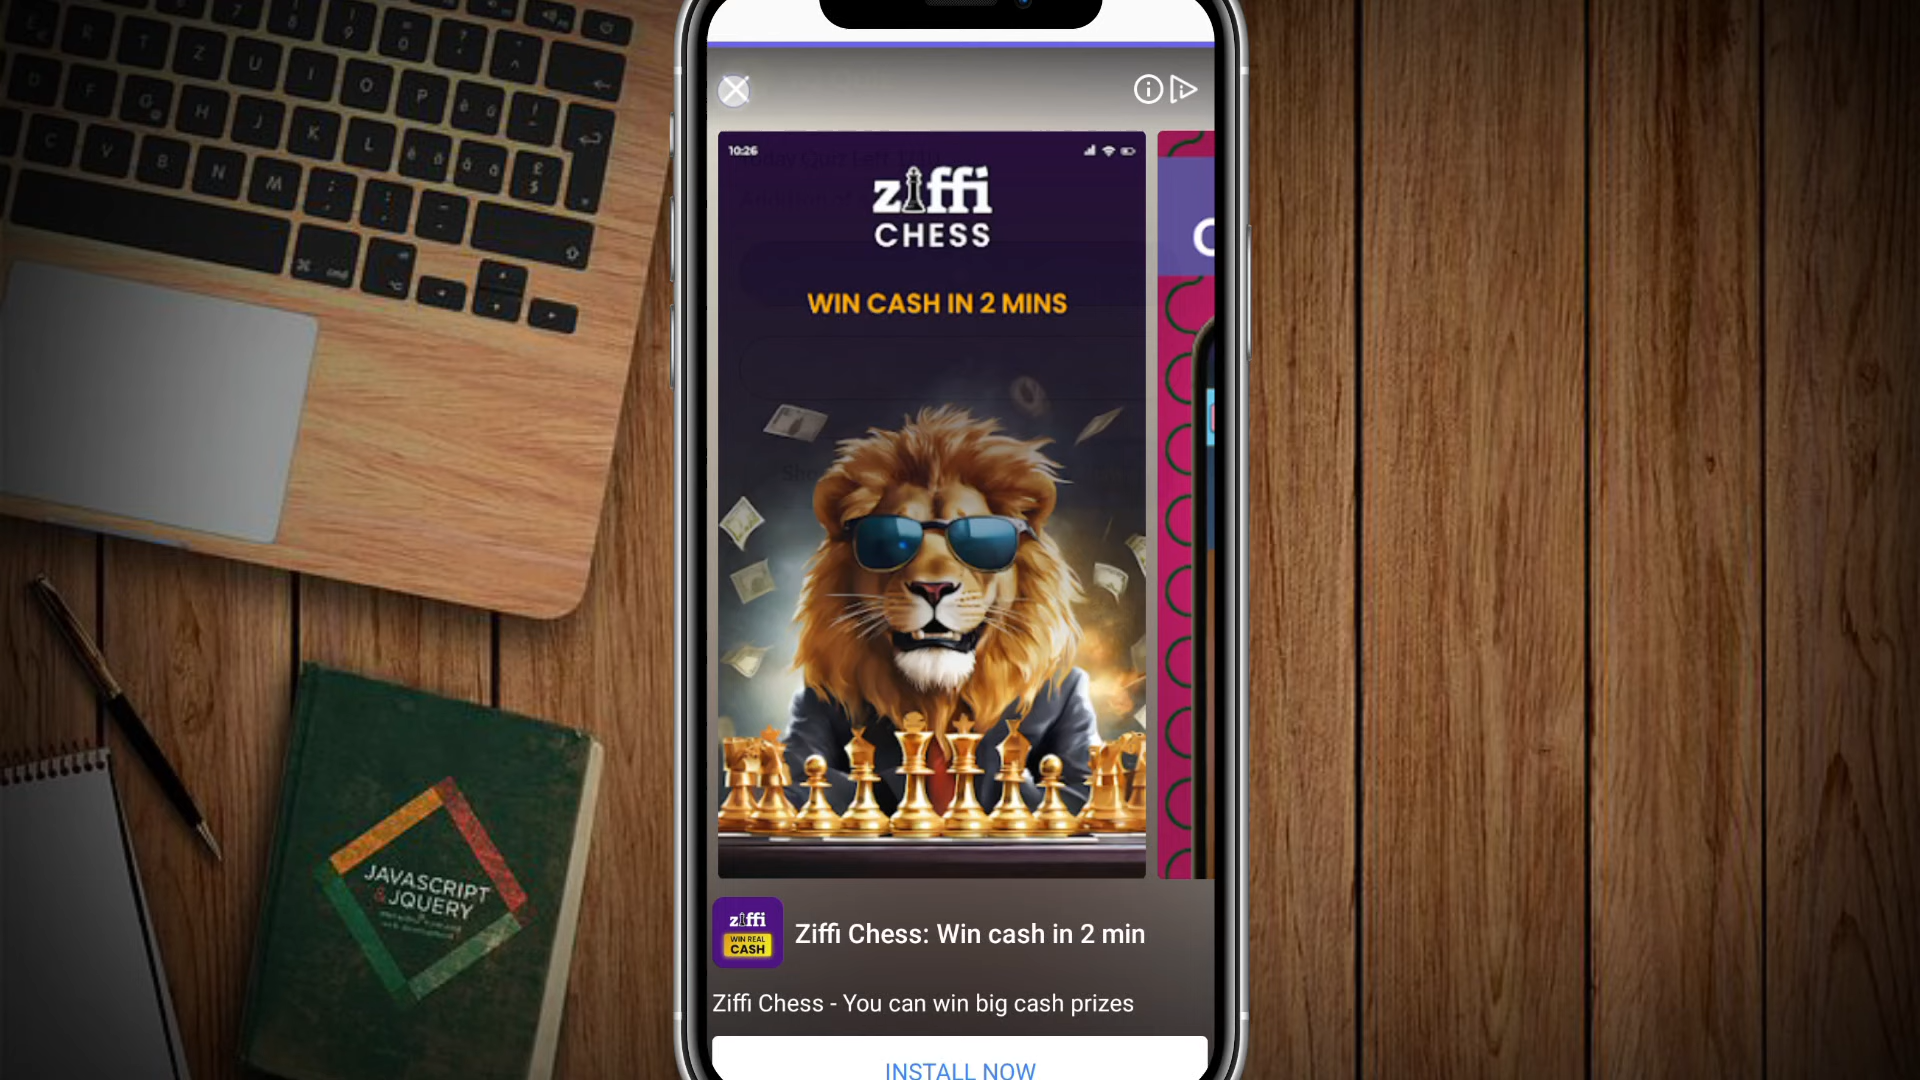 10:26
ziffi
CHESS
WIN CASH IN 2 MINS
ziffi
WIN REAL
CASH
Ziffi Chess: Win cash in 2 min
Ziffi Chess - You can win big cash prizes
INSTALL NOW
JAVASCRIPT
& JQUERY
R T Z U I O P
D F G H J K L
C V B N M
cmd